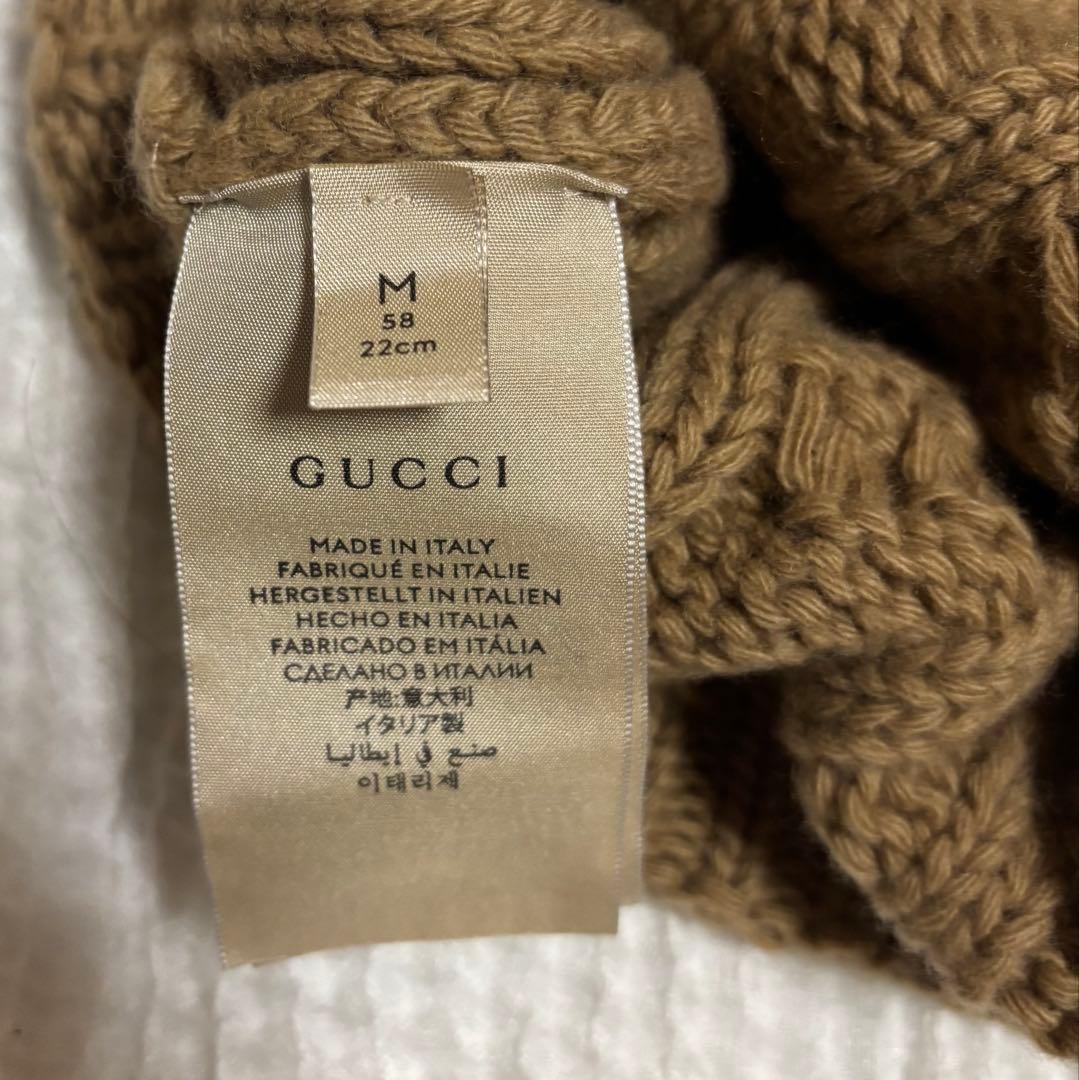 M
58
22cm
GUCCI
MADE IN ITALY
FABRIQUÉ EN ITALIE
HERGESTELLT IN ITALIEN
HECHO EN ITALIA
FABRICADO EM ITÁLIA
СДЕЛАНО В ИТАЛИИ
产地:意大利
イタリア製
صنع في إيطاليا
이태리제